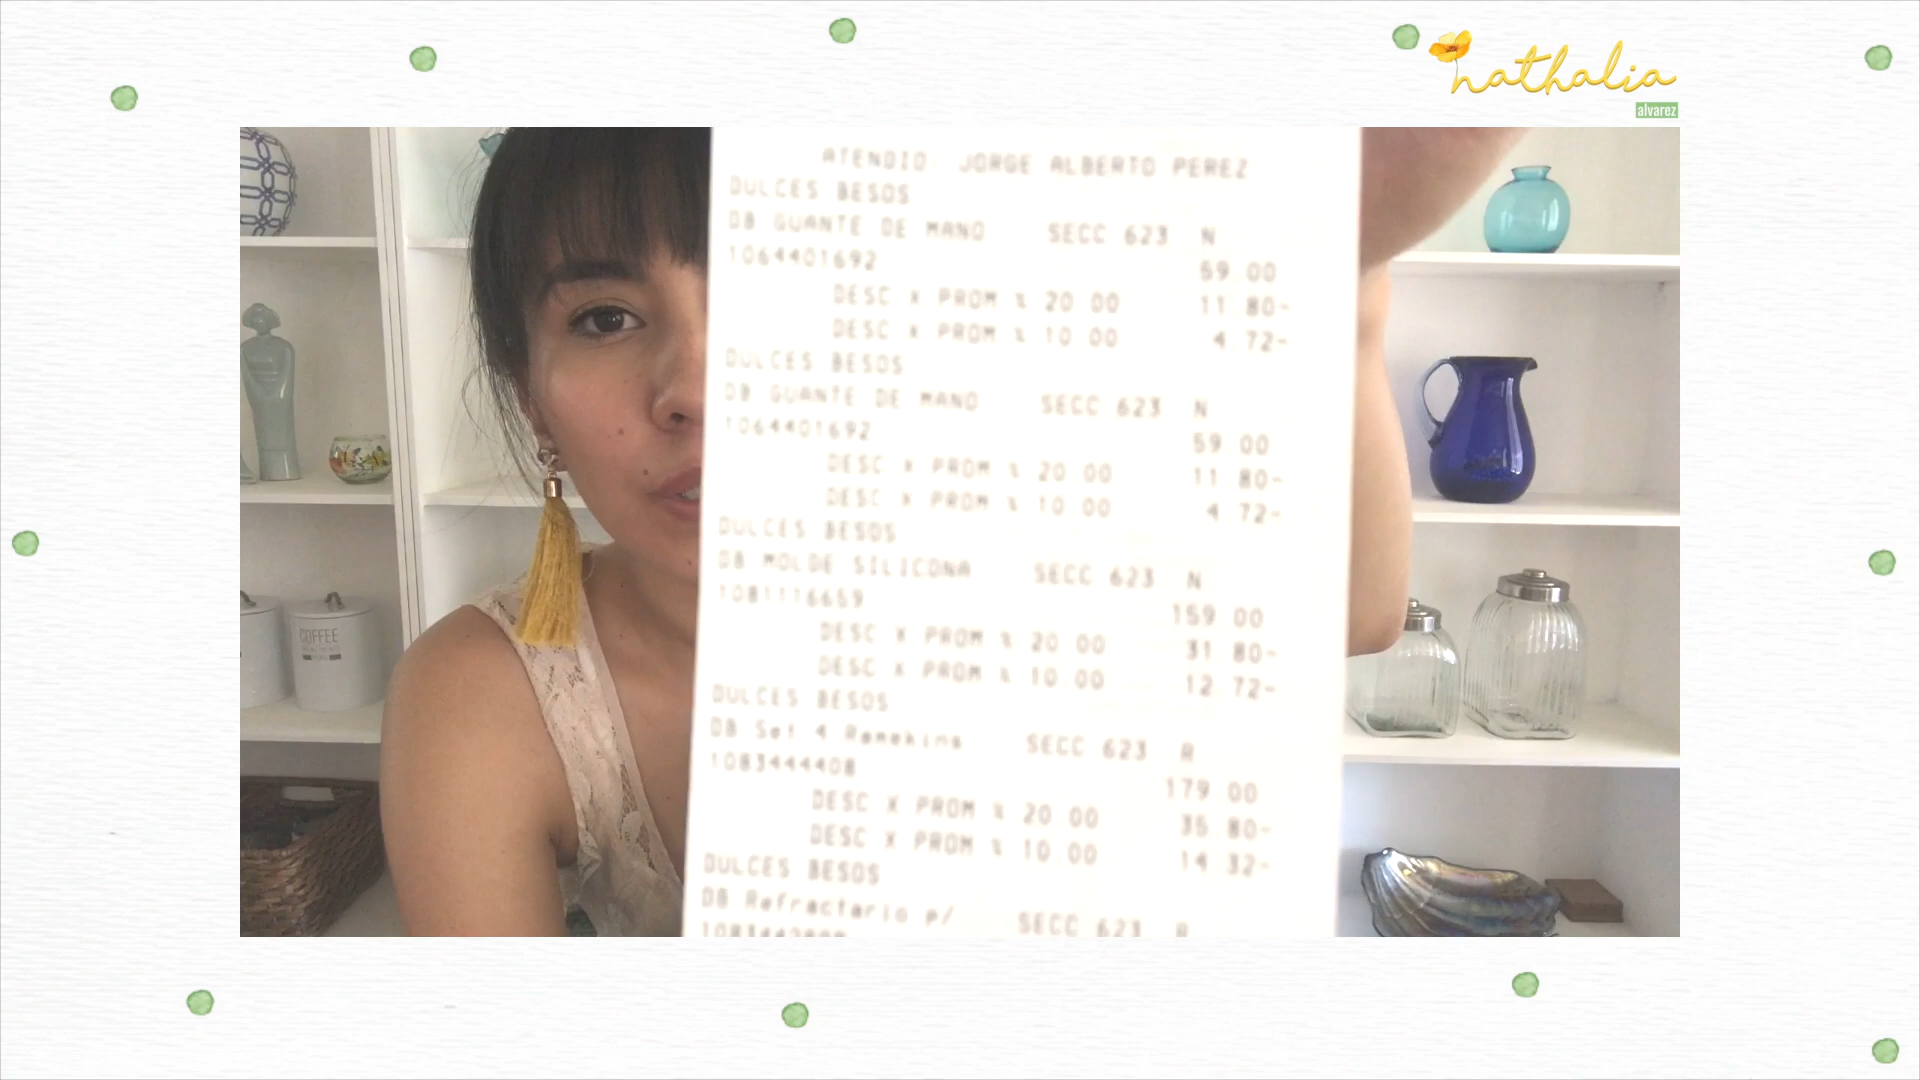 nathalia
alvarez
ATENDIO JORGE ALBERTO PEREZ
DULCES BESOS
DB GUANTE DE MANO SECC 623 N
1064401692 59.00
DESC X PROM % 20.00 11.80-
DESC X PROM % 10.00 4.72-
DULCES BESOS
DB GUANTE DE MANO SECC 623 N
1064401692 59.00
DESC X PROM % 20.00 11.80-
DESC X PROM % 10.00 4.72-
DULCES BESOS
DB MOLDE SILICONA SECC 623 N
1081116659 159.00
DESC X PROM % 20.00 31.80-
DESC X PROM % 10.00 12.72-
DULCES BESOS
DB Set 4 Ramekins SECC 623 R
1083444408 179.00
DESC X PROM % 20.00 35.80-
DESC X PROM % 10.00 14.32-
DULCES BESOS
DB Refractario p/ SECC 623 R
COFFEE